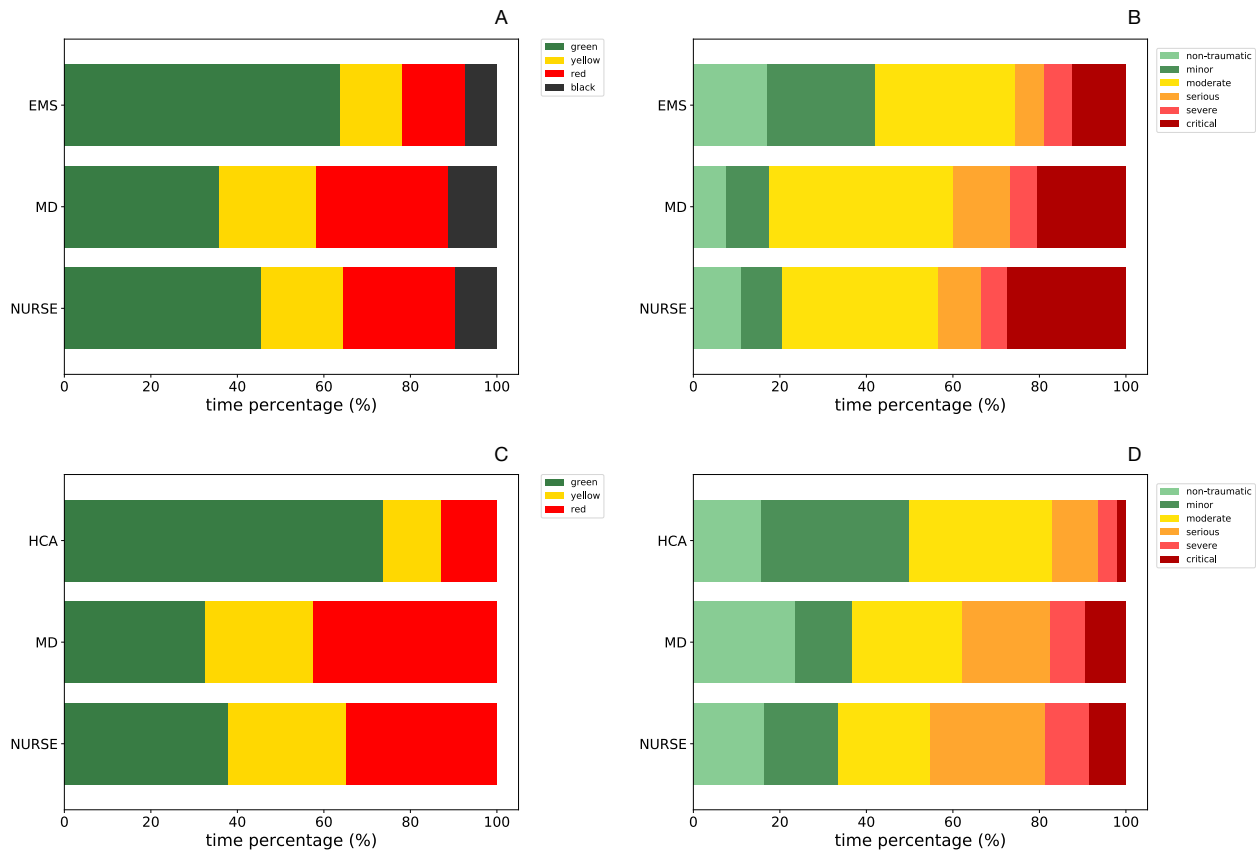 A
green
yellow
red
black
EMS
MD
NURSE
0 20 40 60 80 100
time percentage (%)
B
non-traumatic
minor
moderate
serious
severe
critical
EMS
MD
NURSE
0 20 40 60 80 100
time percentage (%)
C
green
yellow
red
HCA
MD
NURSE
0 20 40 60 80 100
time percentage (%)
D
non-traumatic
minor
moderate
serious
severe
critical
HCA
MD
NURSE
0 20 40 60 80 100
time percentage (%)